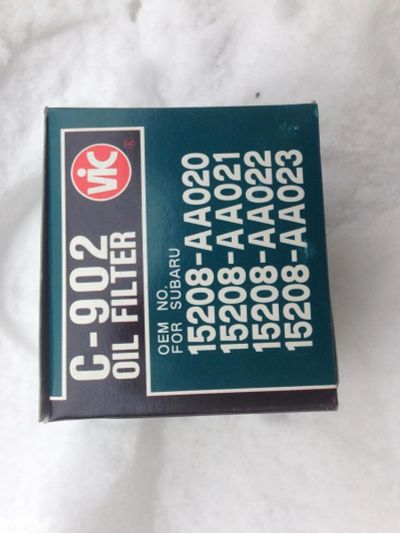 VIC
®
C-902
OIL FILTER
OEM NO.
FOR SUBARU
15208-AA020
15208-AA021
15208-AA022
15208-AA023